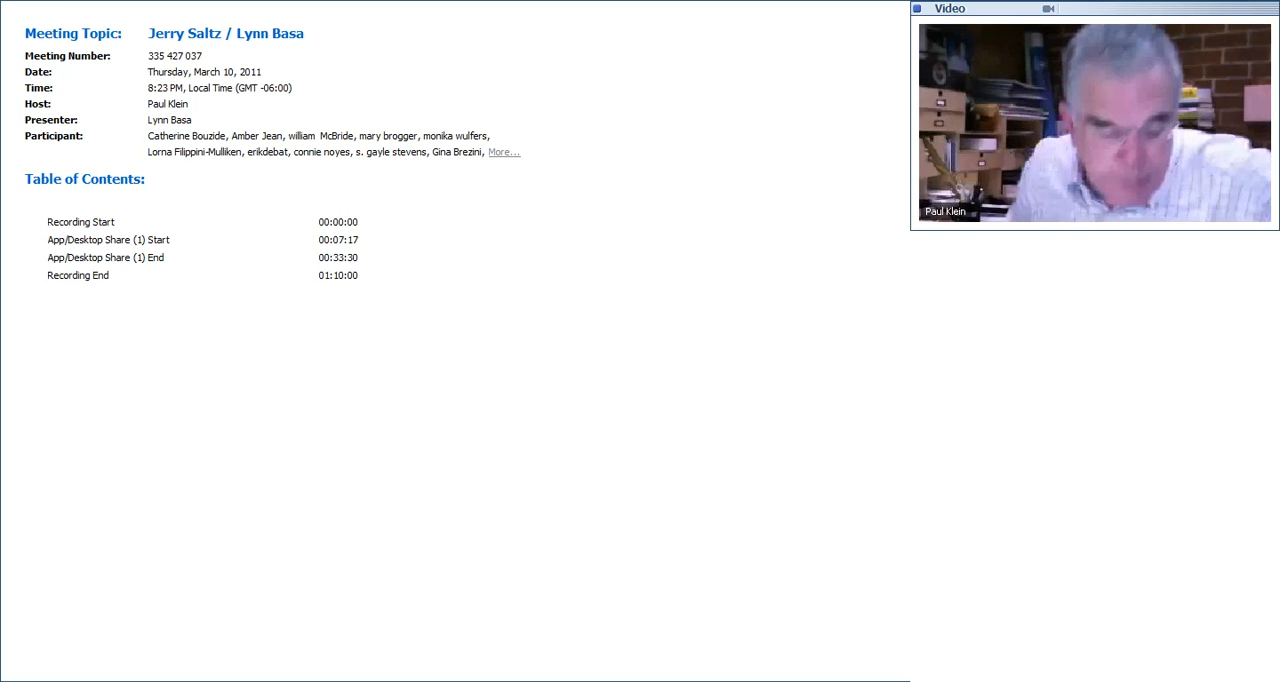 Meeting Topic: Jerry Saltz / Lynn Basa
Meeting Number: 335 427 037
Date: Thursday, March 10, 2011
Time: 8:23 PM, Local Time (GMT -06:00)
Host: Paul Klein
Presenter: Lynn Basa
Participant: Catherine Bouzide, Amber Jean, william  McBride, mary brogger, monika wulfers,
Lorna Filippini-Mulliken, erikdebat, connie noyes, s. gayle stevens, Gina Brezini, More...
Table of Contents:
Recording Start 00:00:00
App/Desktop Share (1) Start 00:07:17
App/Desktop Share (1) End 00:33:30
Recording End 01:10:00
Video
Paul Klein